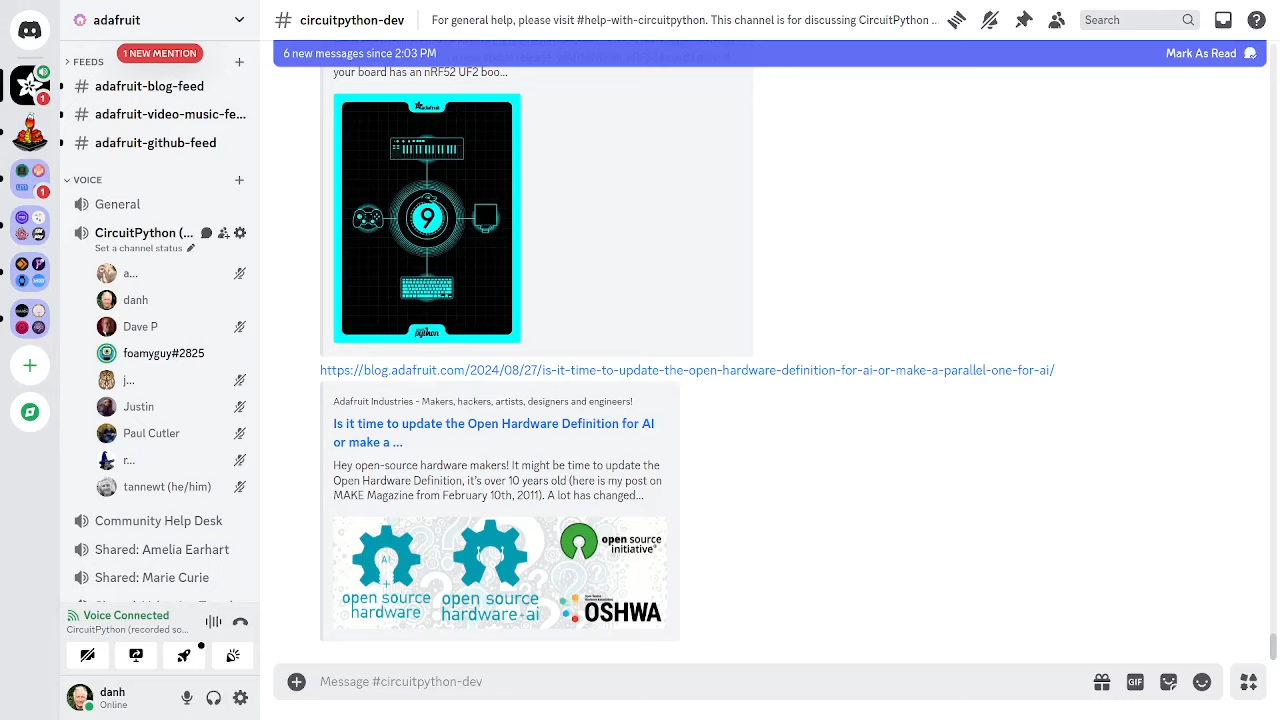 adafruit
1 NEW MENTION
FEEDS
adafruit-blog-feed
adafruit-video-music-fe...
adafruit-github-feed
VOICE
General
CircuitPython (...
Set a channel status
a...
danh
Dave P
foamyguy#2825
j...
Justin
Paul Cutler
r...
tannewt (he/him)
Community Help Desk
Shared: Amelia Earhart
Shared: Marie Curie
Voice Connected
CircuitPython (recorded so...
danh
Online
1
1
# circuitpython-dev
For general help, please visit #help-with-circuitpython. This channel is for discussing CircuitPython ...
Search
6 new messages since 2:03 PM
Mark As Read
your board has an nRF52 UF2 boo...
adafruit
9
python
https://blog.adafruit.com/2024/08/27/is-it-time-to-update-the-open-hardware-definition-for-ai-or-make-a-parallel-one-for-ai/
Adafruit Industries - Makers, hackers, artists, designers and engineers!
Is it time to update the Open Hardware Definition for AI
or make a ...
Hey open-source hardware makers! It might be time to update the
Open Hardware Definition, it's over 10 years old (here is my post on
MAKE Magazine from February 10th, 2011). A lot has changed...
AI
+
open source
hardware
open source
hardware+ai
open source
initiative®
OSHWA
Message #circuitpython-dev
GIF